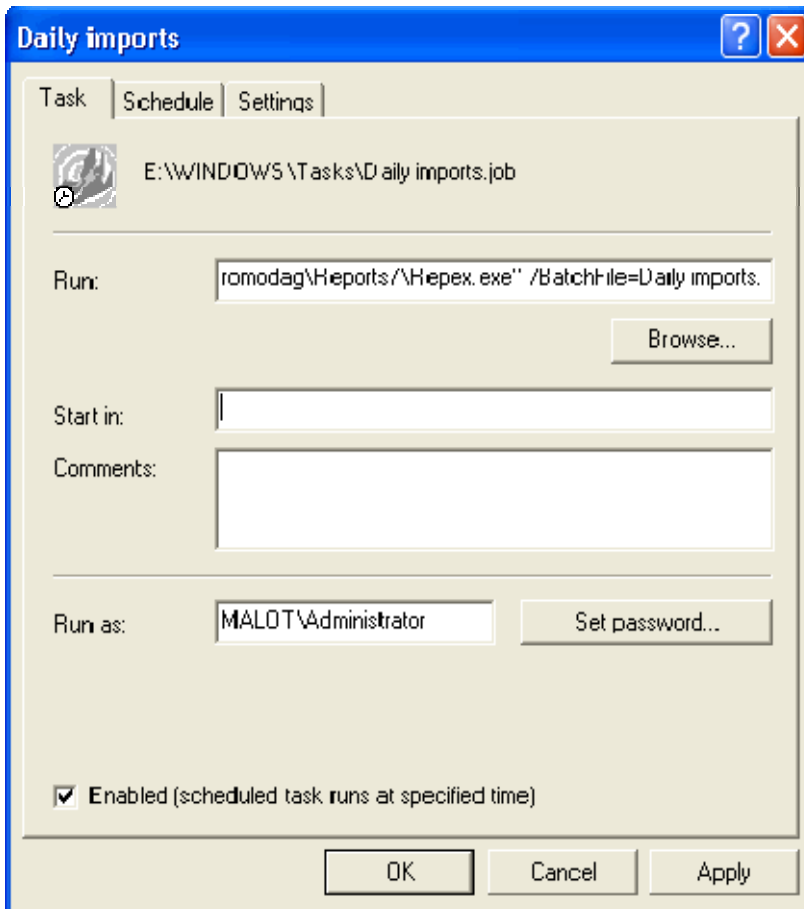 Daily imports
Task Schedule Settings
E:\WINDOWS\Tasks\Daily imports.job
Run: romodag\Reports7\Repex.exe" /BatchFile=Daily imports.
Browse...
Start in:
Comments:
Run as: MALOT\Administrator Set password...
Enabled (scheduled task runs at specified time)
OK Cancel Apply